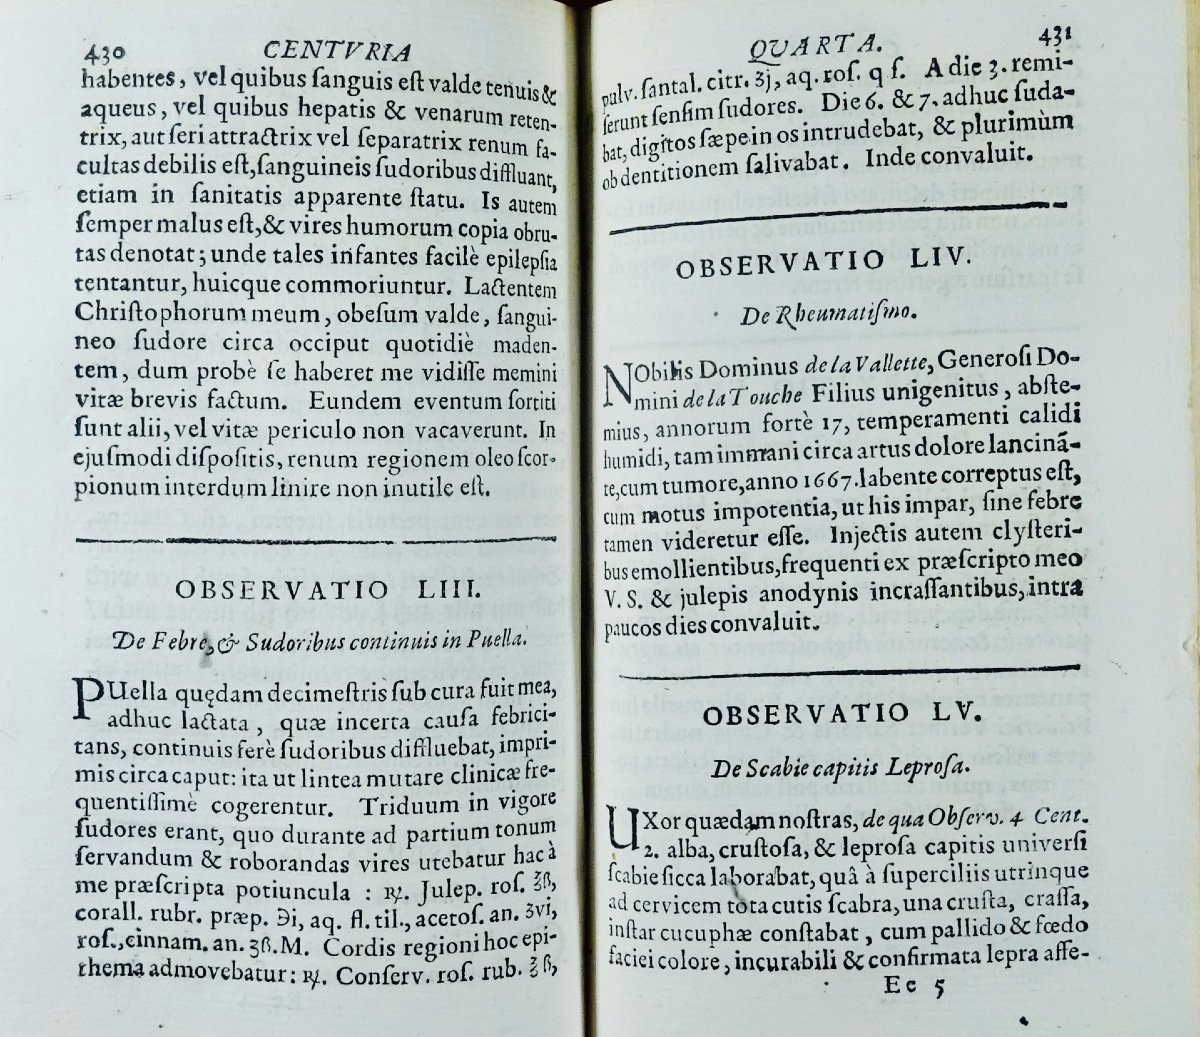 430 CENTVRIA
habentes, vel quibus ſanguis eſt valde tenuis &
aqueus, vel quibus hepatis & venarum reten-
trix, aut ſeri attractrix vel ſeparatrix renum fa-
cultas debilis eſt, ſanguineis ſudoribus diffluant,
etiam in ſanitatis apparente ſtatu. Is autem
ſemper malus eſt, & vires humorum copia obru-
tas denotat; unde tales infantes facilè epilepſia
tentantur, huicque commoriuntur. Lactentem
Chriſtophorum meum, obeſum valde, ſangui-
neo ſudore circa occiput quotidiè maden-
tem, dum probè ſe haberet me vidiſſe memini
vitæ brevis factum. Eundem eventum ſortiti
ſunt alii, vel vitæ periculo non vacaverunt. In
ejuſmodi diſpoſitis, renum regionem oleo ſcor-
pionum interdum linire non inutile eſt.
OBSERVATIO LIII.
De Febre, & Sudoribus continuis in Puella.
PUella quędam decimeſtris ſub cura fuit mea,
adhuc lactata, quæ incerta cauſa febrici-
tans, continuis ferè ſudoribus diffluebat, impri-
mis circa caput: ita ut lintea mutare clinicæ fre-
quentiſſimè cogerentur. Triduum in vigore
ſudores erant, quo durante ad partium tonum
ſervandum & roborandas vires utebatur hac à
me præſcripta potiuncula: ℞. Julep. roſ. ℥ß,
corall. rubr. præp. ℈i, aq. fl. til., acetoſ. an. ʒvi,
roſ., cinnam. an. ʒß. M. Cordis regioni hoc epi-
thema admovebatur: ℞. Conſerv. roſ. rub. ℥ß,
QUARTA. 431
pulv. ſantal. citr. ʒj, aq. roſ. q ſ. A die 3. remi-
ſerunt ſenſim ſudores. Die 6. & 7. adhuc ſuda-
bat, digitos ſæpe in os intrudebat, & plurimùm
ob dentitionem ſalivabat. Inde convaluit.
OBSERVATIO LIV.
De Rheumatiſmo.
NObilis Dominus de la Vallette, Generoſi Do-
mini de la Touche Filius unigenitus, abſte-
mius, annorum fortè 17, temperamenti calidi
humidi, tam immani circa artus dolore lancinã-
te, cum tumore, anno 1667. labente correptus eſt,
cum motus impotentia, ut his impar, ſine febre
tamen videretur eſſe. Injectis autem clyſteri-
bus emollientibus, frequenti ex præſcripto meo
V. S. & julepis anodynis incraſſantibus, intra
paucos dies convaluit.
OBSERVATIO LV.
De Scabie capitis Leproſa.
UXor quædam noſtras, de qua Obſerv. 4 Cent.
2. alba, cruſtoſa, & leproſa capitis univerſi
ſcabie ſicca laborabat, quâ à ſuperciliis utrinque
ad cervicem tota cutis ſcabra, una cruſta, craſſa,
inſtar cucuphæ conſtabat, cum pallido & fœdo
faciei colore, incurabili & confirmata lepra affe-
Ee 5